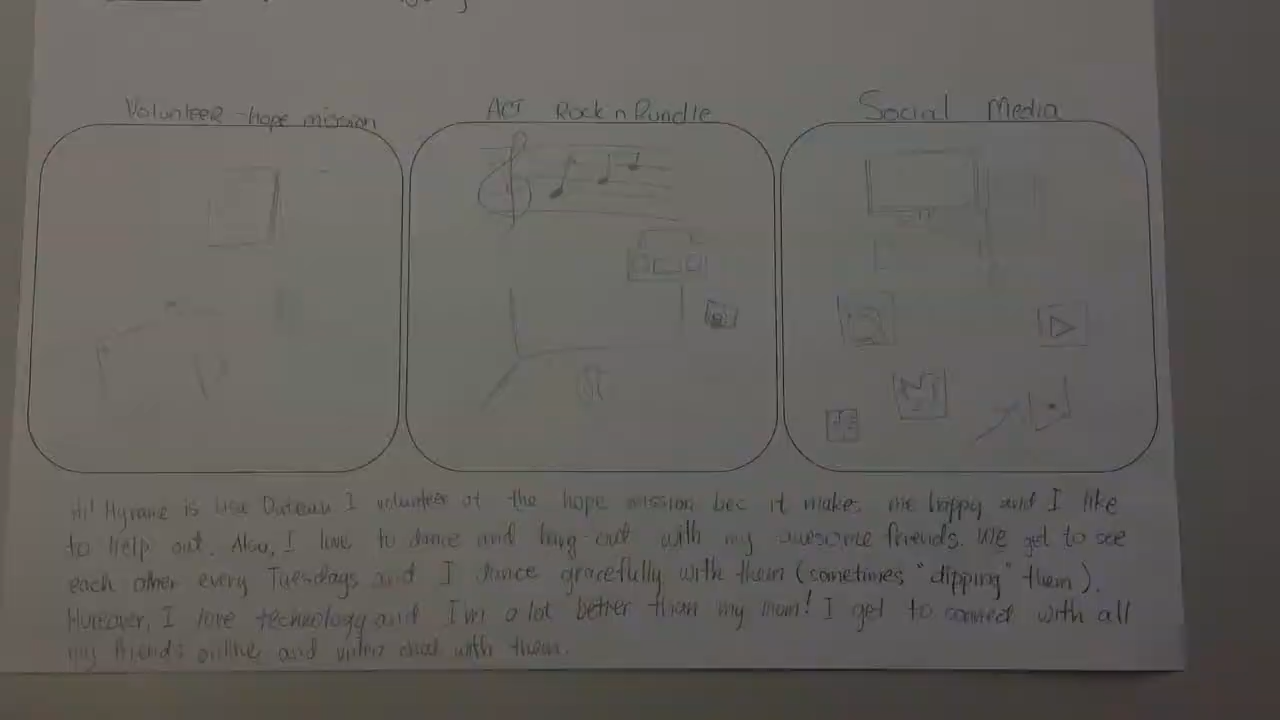 Volunteer - hope mission
ACT Rock n Rundle
Social Media
Hi! My name is Lise I volunteer at the hope mission bec it makes me happy and I like
to help out. Also, I love to dance and hang-out with my awesome friends. We get to see
each other every Tuesdays and I dance gracefully with them (sometimes "dipping" them).
Moreover, I love technology and I'm a lot better than my mom! I get to connect with all
my friends online and video chat with them.